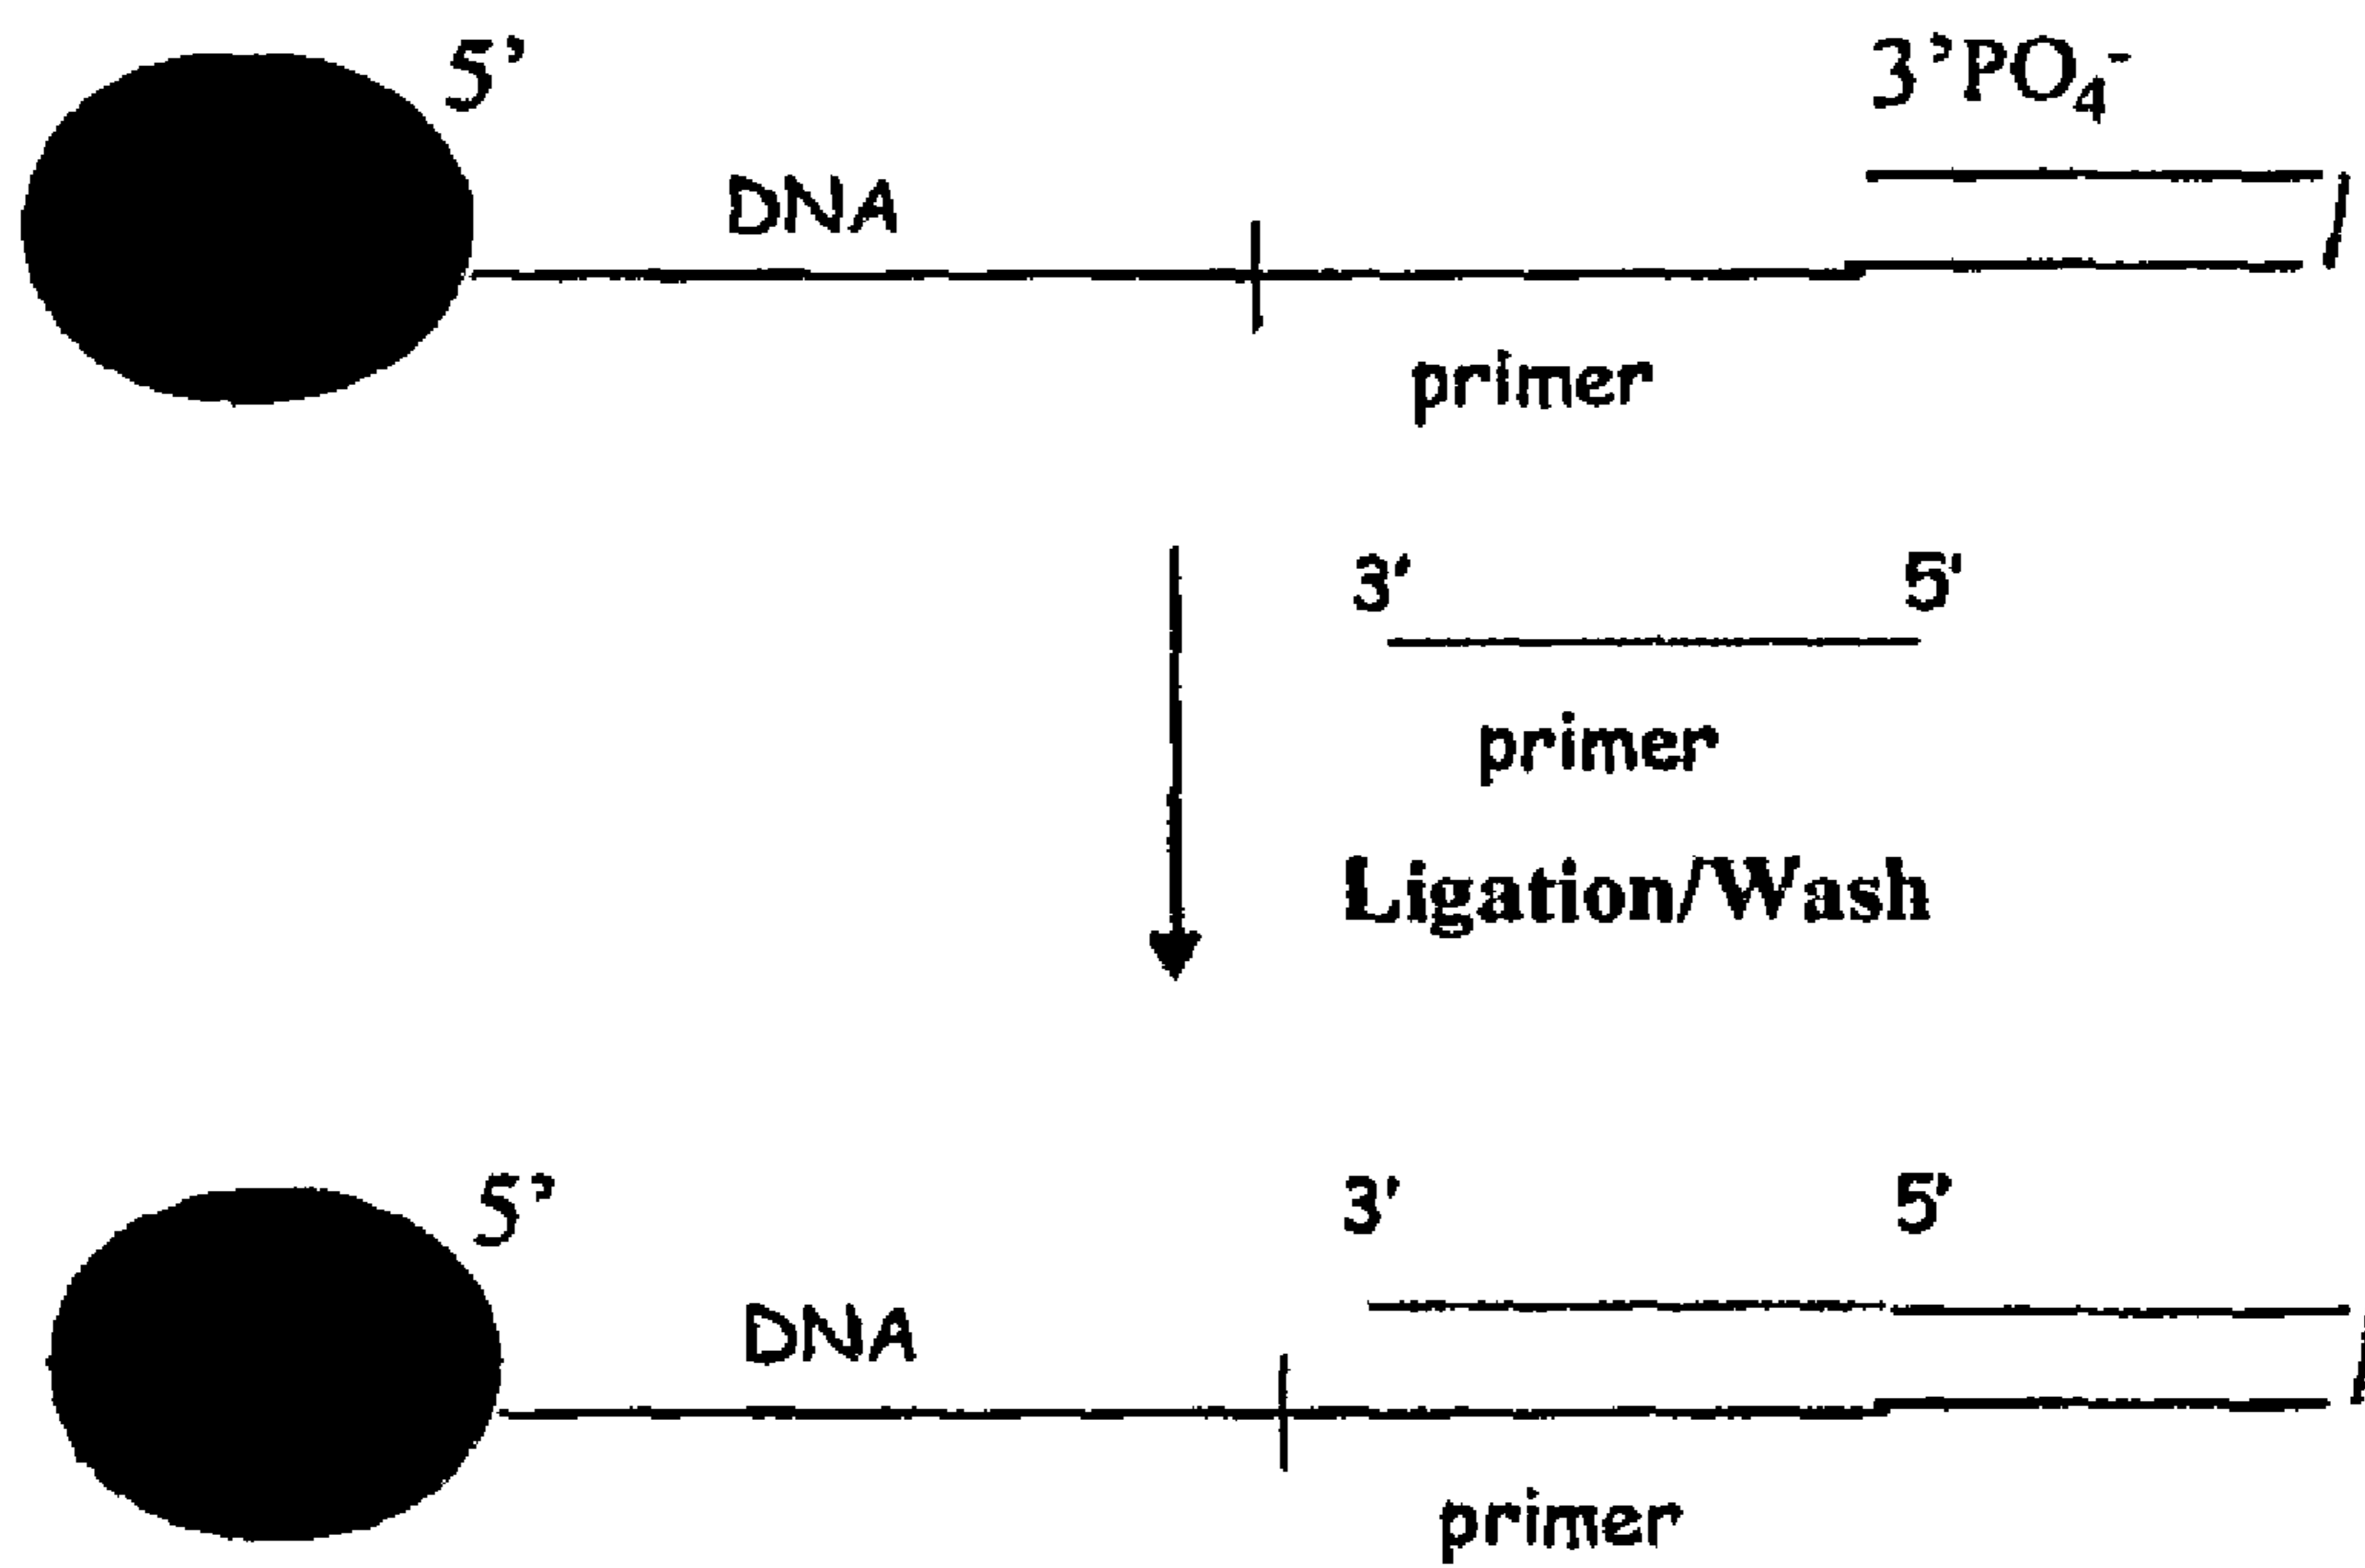 5’ 3’PO₄⁻
DNA
primer
3' 5'
primer
Ligation/Wash
5’ 3' 5'
DNA
primer